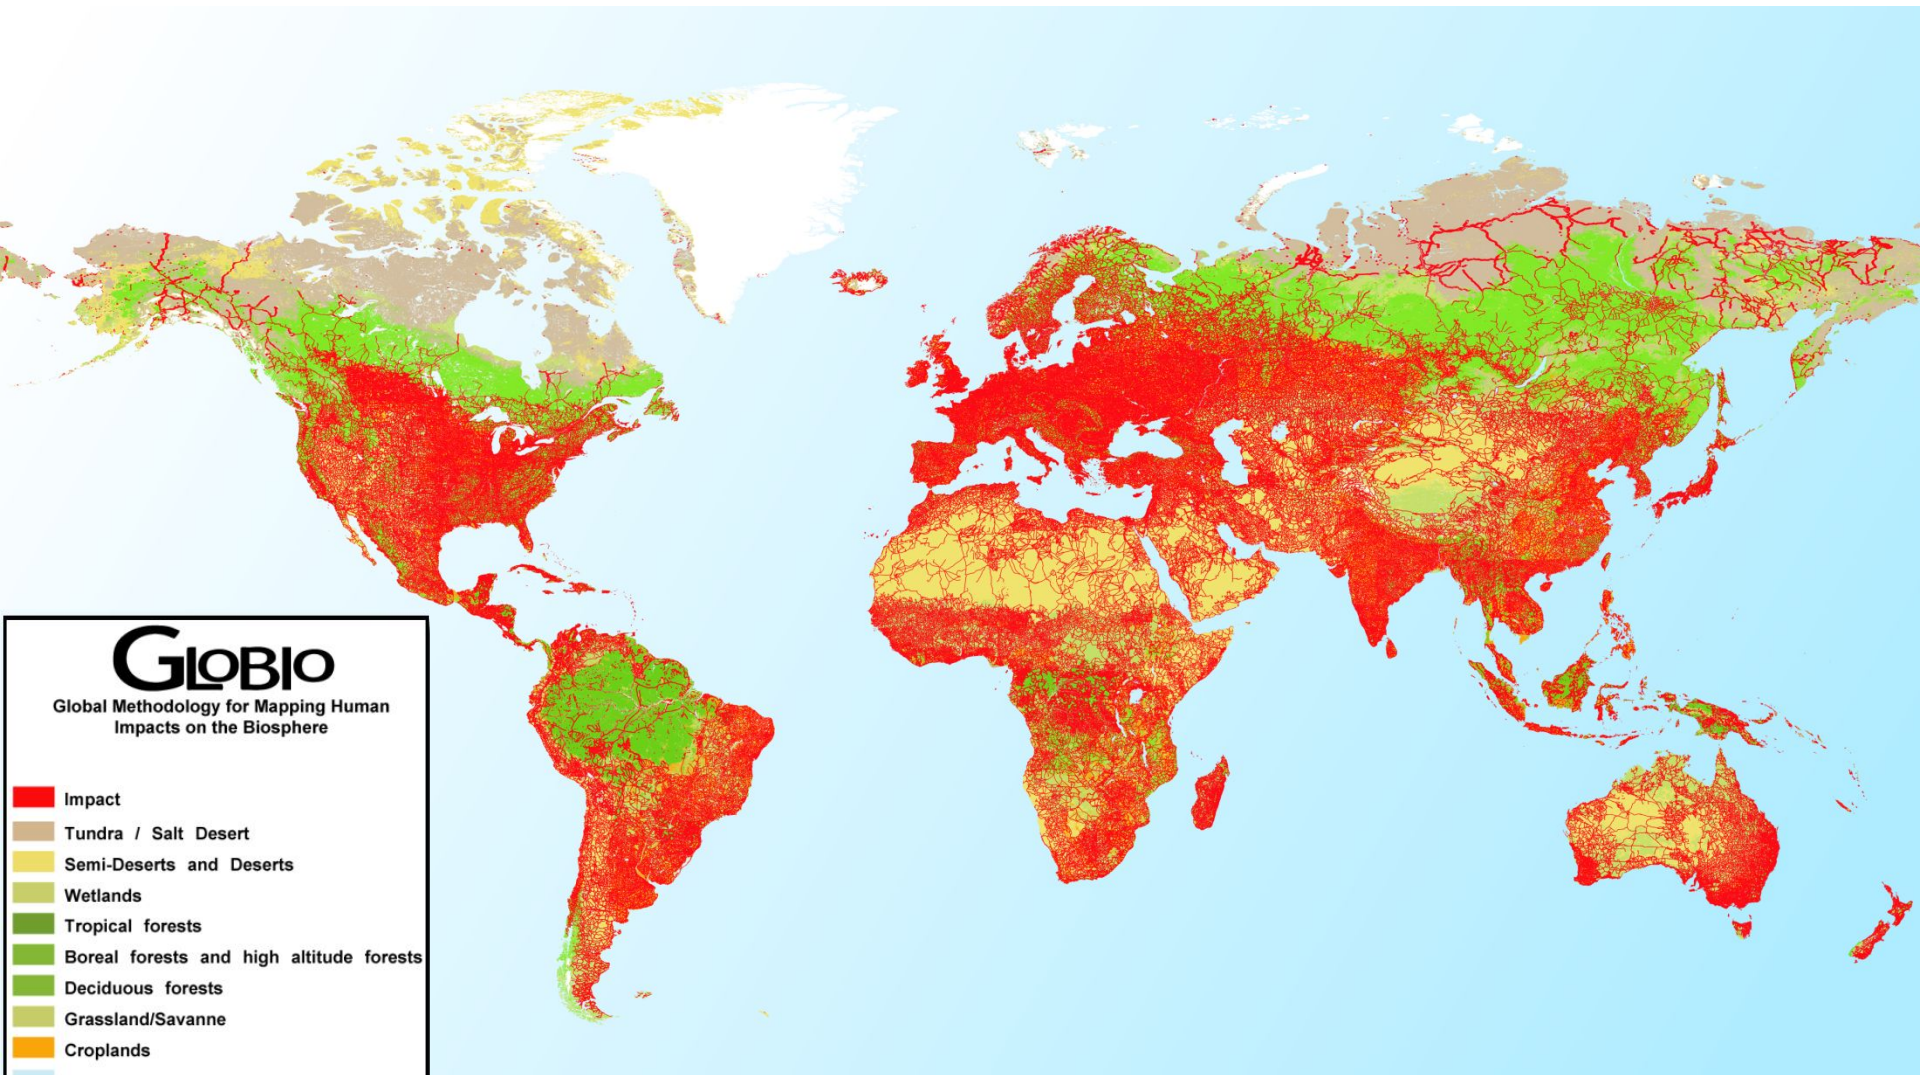 GLOBIO
Global Methodology for Mapping Human
Impacts on the Biosphere
Impact
Tundra / Salt Desert
Semi-Deserts and Deserts
Wetlands
Tropical forests
Boreal forests and high altitude forests
Deciduous forests
Grassland/Savanne
Croplands